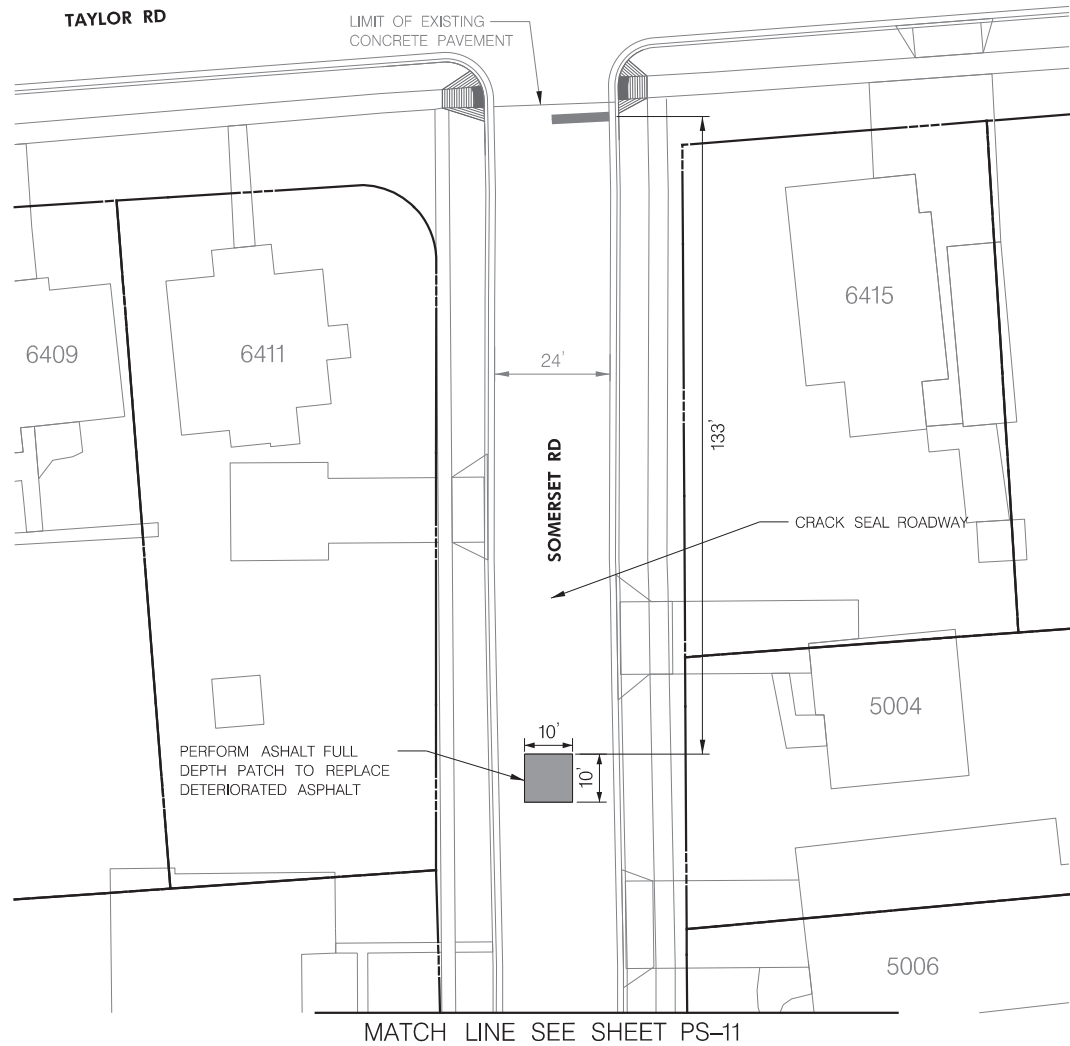 TAYLOR RD
LIMIT OF EXISTING
CONCRETE PAVEMENT
6409
6411
6415
24'
133'
SOMERSET RD
CRACK SEAL ROADWAY
5004
10'
10'
PERFORM ASHALT FULL
DEPTH PATCH TO REPLACE
DETERIORATED ASPHALT
5006
MATCH LINE SEE SHEET PS–11